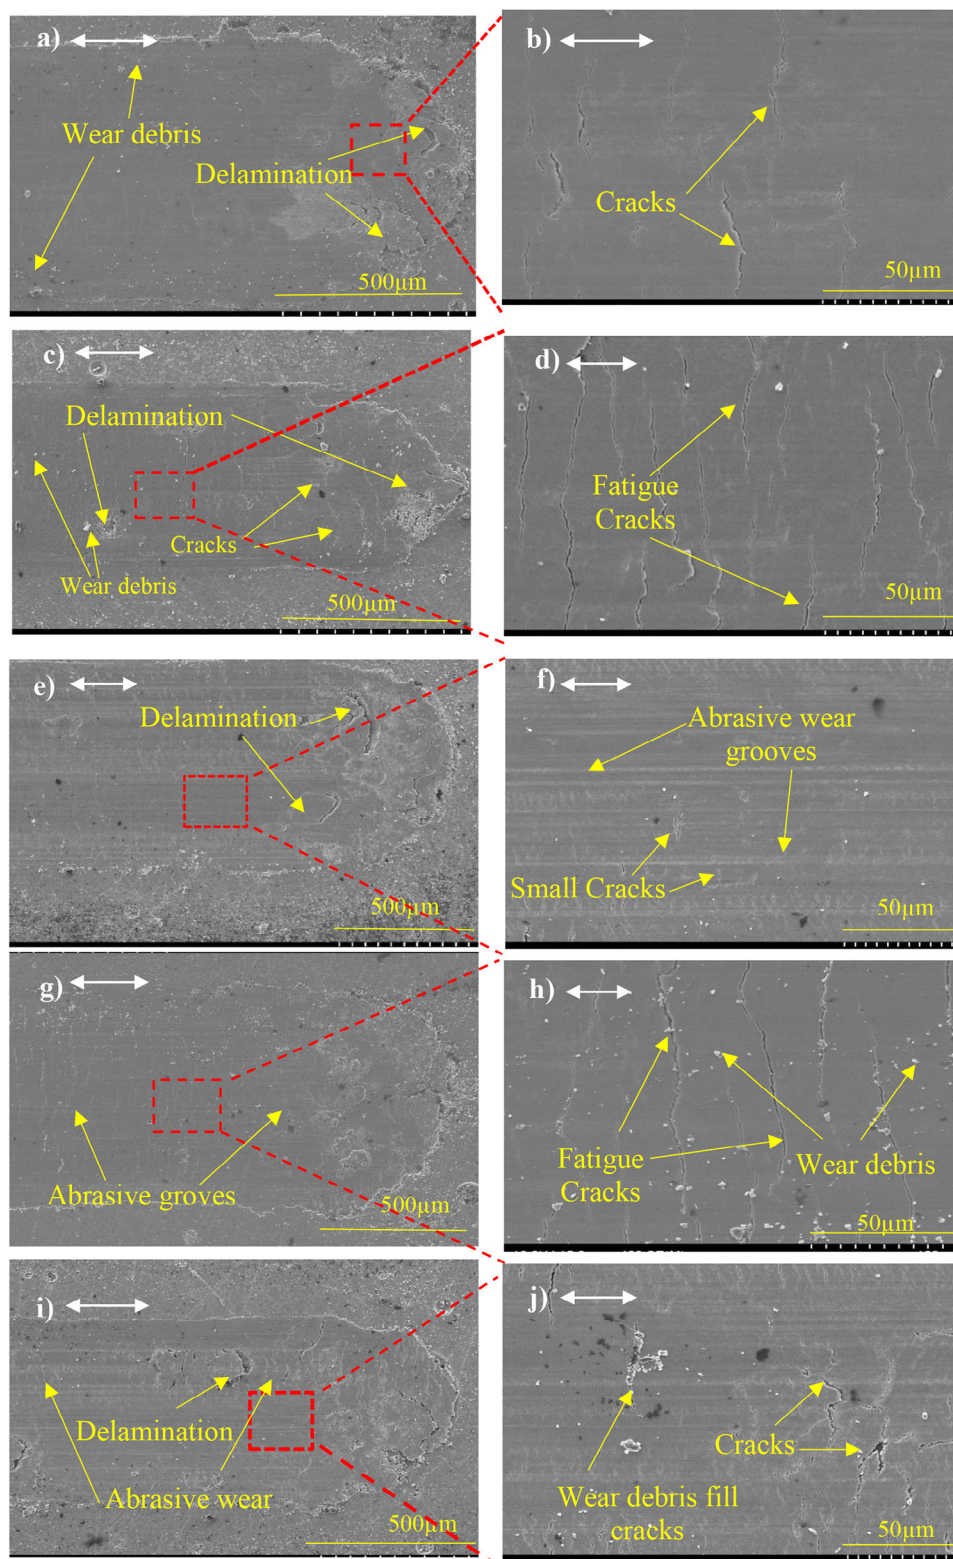 a)
Wear debris
Delamination
500μm
b)
Cracks
50μm
c)
Delamination
Cracks
Wear debris
500μm
d)
Fatigue
Cracks
50μm
e)
Delamination
500μm
f)
Abrasive wear
grooves
Small Cracks
50μm
g)
Abrasive groves
500μm
h)
Fatigue
Cracks
Wear debris
50μm
i)
Delamination
Abrasive wear
500μm
j)
Cracks
Wear debris fill
cracks
50μm